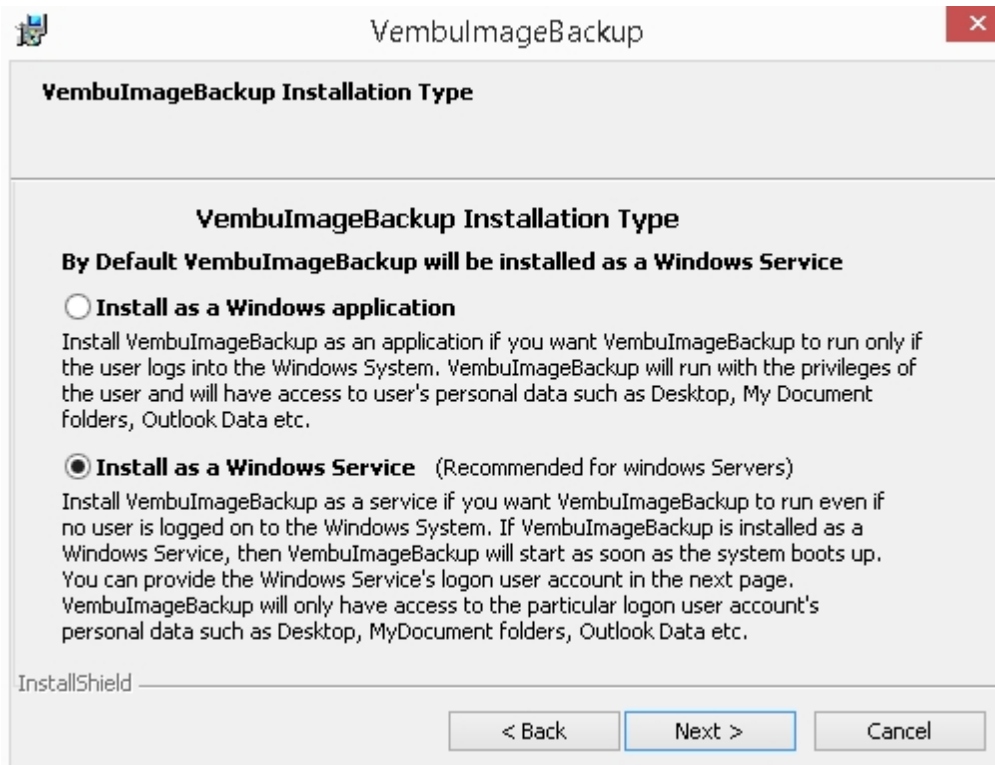 VembuImageBackup
VembuImageBackup Installation Type
VembuImageBackup Installation Type
By Default VembuImageBackup will be installed as a Windows Service
Install as a Windows application
Install VembuImageBackup as an application if you want VembuImageBackup to run only if
the user logs into the Windows System. VembuImageBackup will run with the privileges of
the user and will have access to user's personal data such as Desktop, My Document
folders, Outlook Data etc.
Install as a Windows Service (Recommended for windows Servers)
Install VembuImageBackup as a service if you want VembuImageBackup to run even if
no user is logged on to the Windows System. If VembuImageBackup is installed as a
Windows Service, then VembuImageBackup will start as soon as the system boots up.
You can provide the Windows Service's logon user account in the next page.
VembuImageBackup will only have access to the particular logon user account's
personal data such as Desktop, MyDocument folders, Outlook Data etc.
InstallShield
< Back Next > Cancel